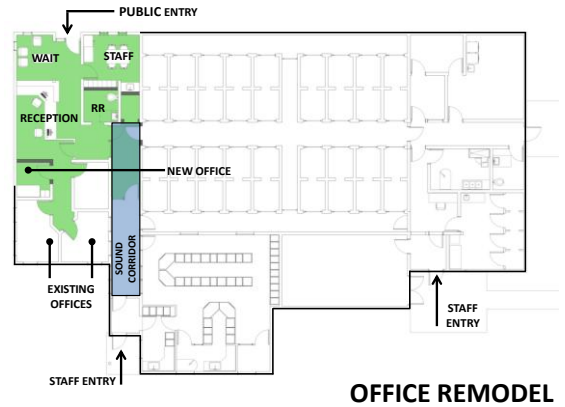 PUBLIC ENTRY
WAIT
STAFF
RR
RECEPTION
NEW OFFICE
SOUND
CORRIDOR
EXISTING
OFFICES
STAFF
ENTRY
STAFF ENTRY
OFFICE REMODEL